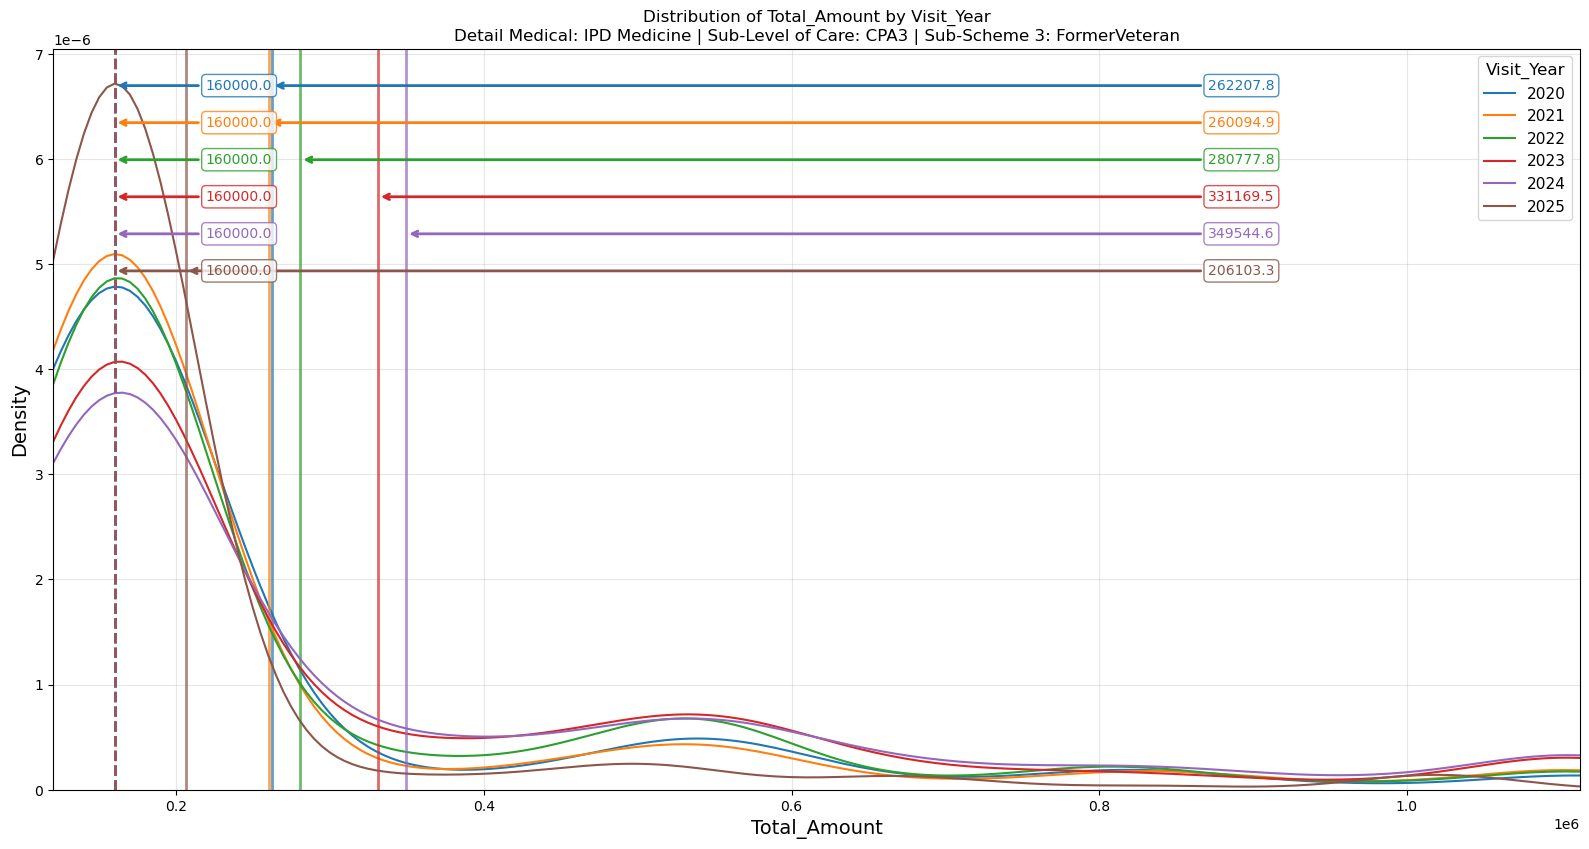 Distribution of Total_Amount by Visit_Year
Detail Medical: IPD Medicine | Sub-Level of Care: CPA3 | Sub-Scheme 3: FormerVeteran
1e−6
7
6
5
4
3
2
1
0
Density
160000.0 262207.8
160000.0 260094.9
160000.0 280777.8
160000.0 331169.5
160000.0 349544.6
160000.0 206103.3
Visit_Year
2020
2021
2022
2023
2024
2025
0.2 0.4 0.6 0.8 1.0
1e6
Total_Amount